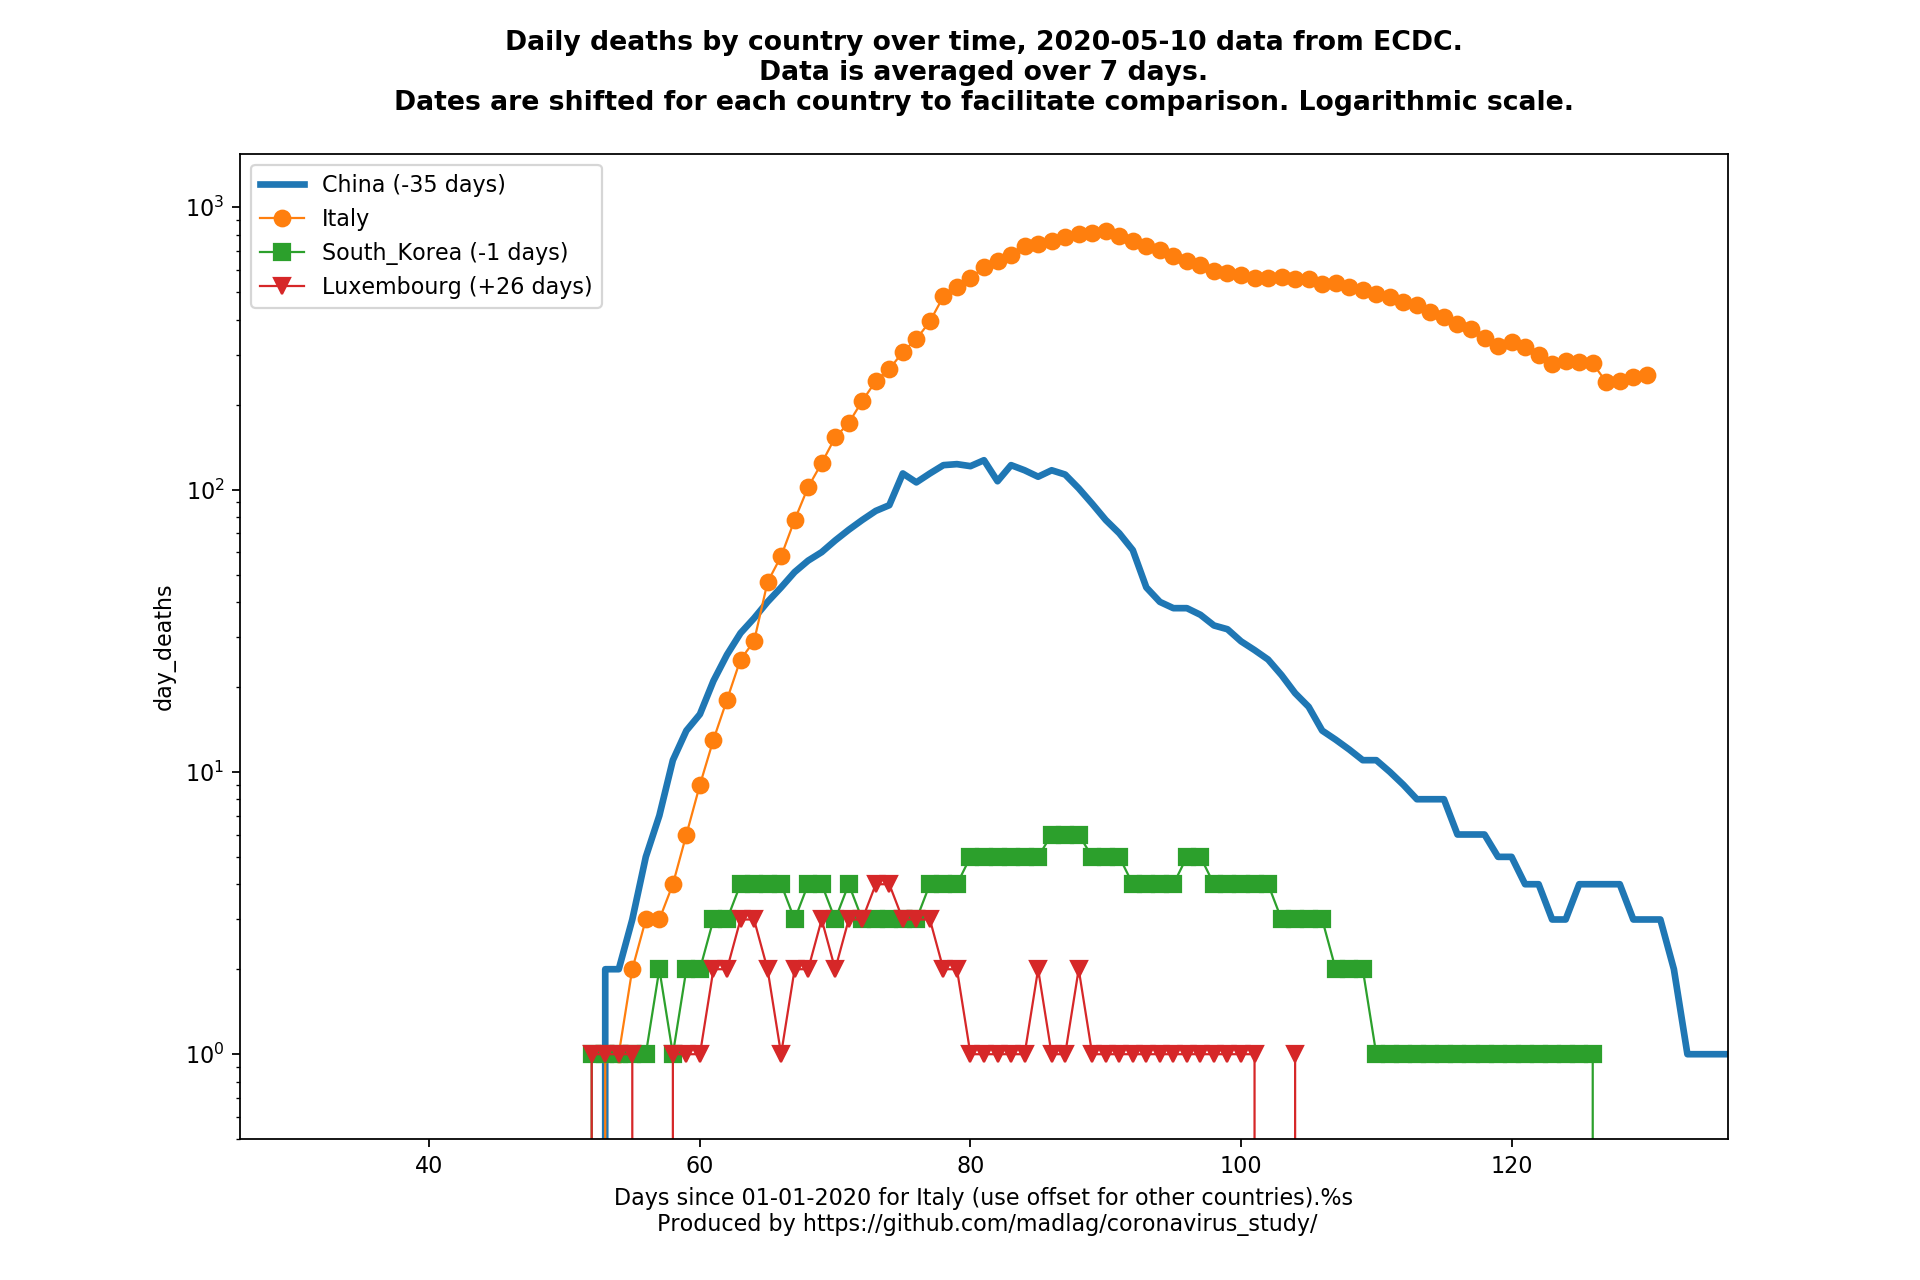 Daily deaths by country over time, 2020-05-10 data from ECDC.
Data is averaged over 7 days.
Dates are shifted for each country to facilitate comparison. Logarithmic scale.
China (-35 days)
Italy
South_Korea (-1 days)
Luxembourg (+26 days)
10³
10²
10¹
10⁰
day_deaths
40 60 80 100 120
Days since 01-01-2020 for Italy (use offset for other countries).%s
Produced by https://github.com/madlag/coronavirus_study/